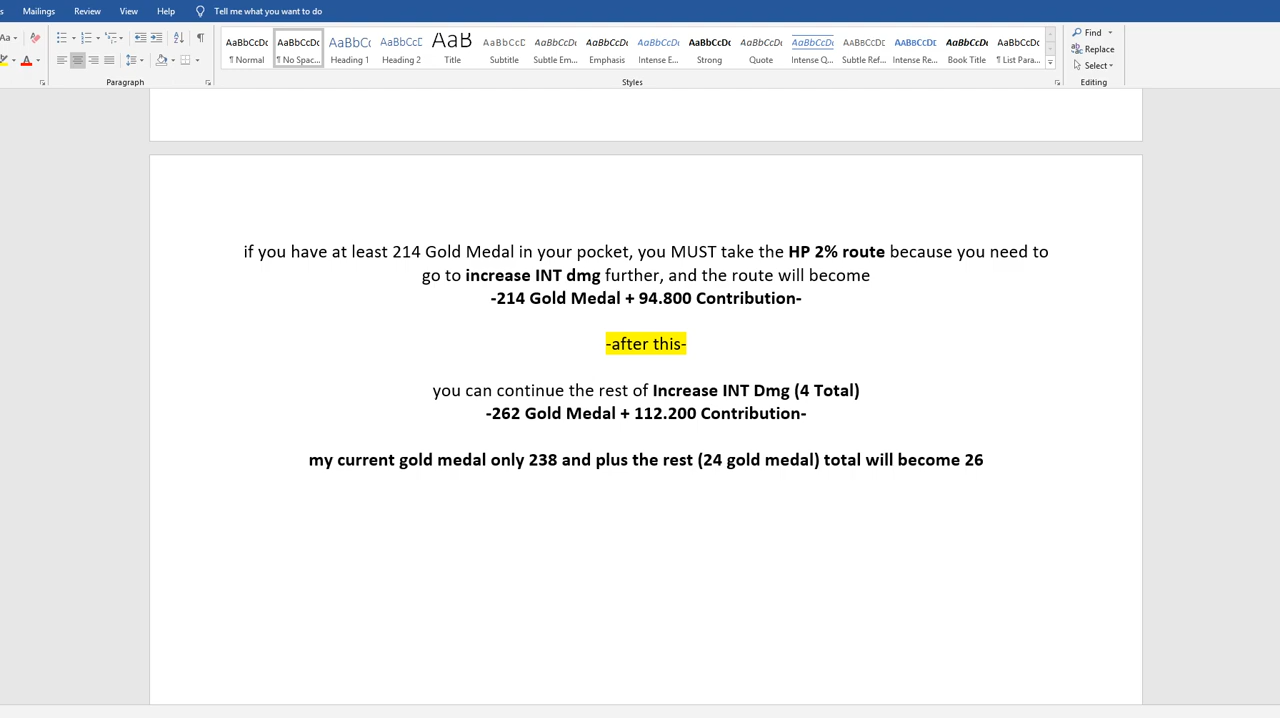 s Mailings Review View Help Tell me what you want to do
Aa Find
AaBbCcDc AaBbCcDc AaBbCc AaBbCcD AaB AaBbCcD AaBbCcDc AaBbCcDc AaBbCcDc AaBbCcDc AaBbCcDc AaBbCcDc AaBbCcDc AaBbCcDc AaBbCcDc AaBbCcDc Replace
¶ Normal ¶ No Spac... Heading 1 Heading 2 Title Subtitle Subtle Em... Emphasis Intense E... Strong Quote Intense Q... Subtle Ref... Intense Re... Book Title ¶ List Para... Select
Paragraph Styles Editing
if you have at least 214 Gold Medal in your pocket, you MUST take the HP 2% route because you need to
go to increase INT dmg further, and the route will become
-214 Gold Medal + 94.800 Contribution-
-after this-
you can continue the rest of Increase INT Dmg (4 Total)
-262 Gold Medal + 112.200 Contribution-
my current gold medal only 238 and plus the rest (24 gold medal) total will become 26